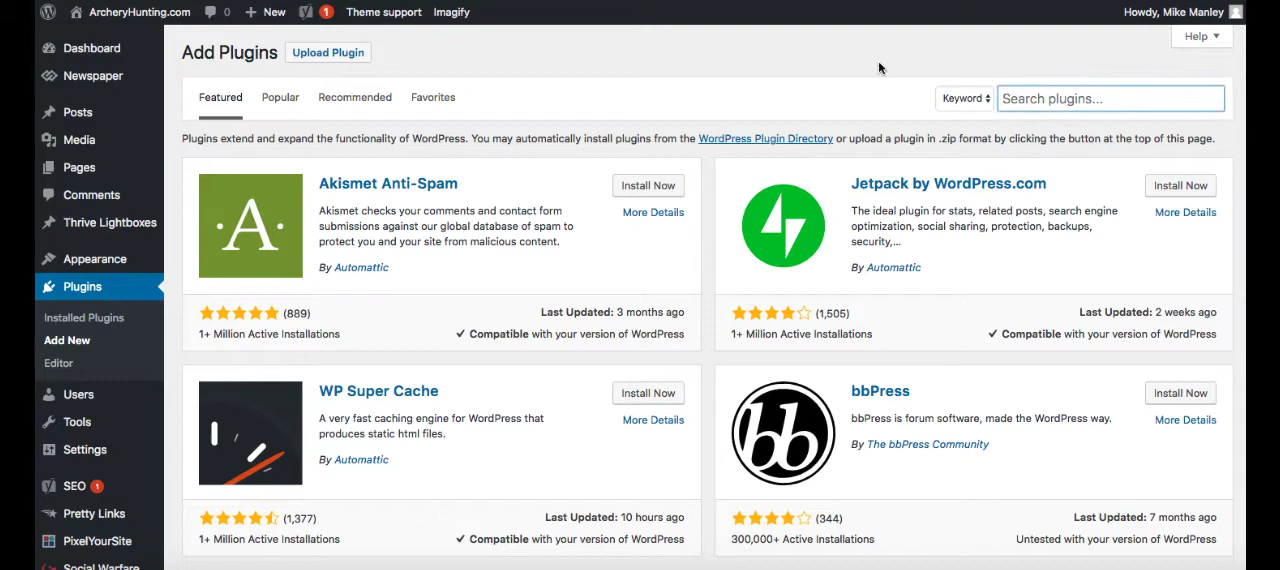 ArcheryHunting.com 0 New 1 Theme support Imagify Howdy, Mike Manley
Help
Dashboard
Newspaper
Posts
Media
Pages
Comments
Thrive Lightboxes
Appearance
Plugins
Installed Plugins
Add New
Editor
Users
Tools
Settings
SEO 1
Pretty Links
PixelYourSite
Social Warfare
Add Plugins Upload Plugin
Featured Popular Recommended Favorites Keyword Search plugins...
Plugins extend and expand the functionality of WordPress. You may automatically install plugins from the WordPress Plugin Directory or upload a plugin in .zip format by clicking the button at the top of this page.
A
Akismet Anti-Spam
Install Now
More Details
Akismet checks your comments and contact form
submissions against our global database of spam to
protect you and your site from malicious content.
By Automattic
(889) Last Updated: 3 months ago
1+ Million Active Installations Compatible with your version of WordPress
Jetpack by WordPress.com
Install Now
More Details
The ideal plugin for stats, related posts, search engine
optimization, social sharing, protection, backups,
security,...
By Automattic
(1,505) Last Updated: 2 weeks ago
1+ Million Active Installations Compatible with your version of WordPress
WP Super Cache
Install Now
More Details
A very fast caching engine for WordPress that
produces static html files.
By Automattic
(1,377) Last Updated: 10 hours ago
1+ Million Active Installations Compatible with your version of WordPress
bb
bbPress
Install Now
More Details
bbPress is forum software, made the WordPress way.
By The bbPress Community
(344) Last Updated: 7 months ago
300,000+ Active Installations Untested with your version of WordPress